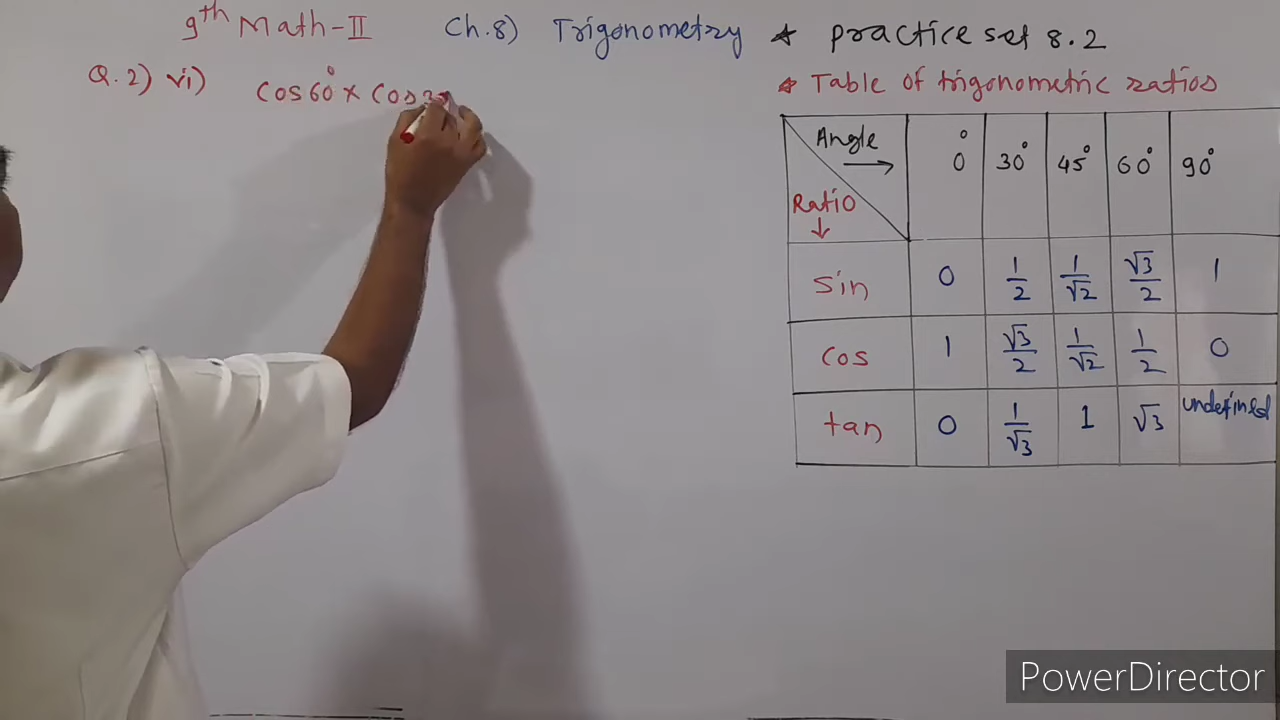 9th Math-II Ch.8) Trigonometry * practice set 8.2
Q.2) vi) cos60° × cos
* Table of trigonometric ratios
Angle → 0° 30° 45° 60° 90°
Ratio ↓
sin 0 1/2 1/√2 √3/2 1
cos 1 √3/2 1/√2 1/2 0
tan 0 1/√3 1 √3 undefined
PowerDirector